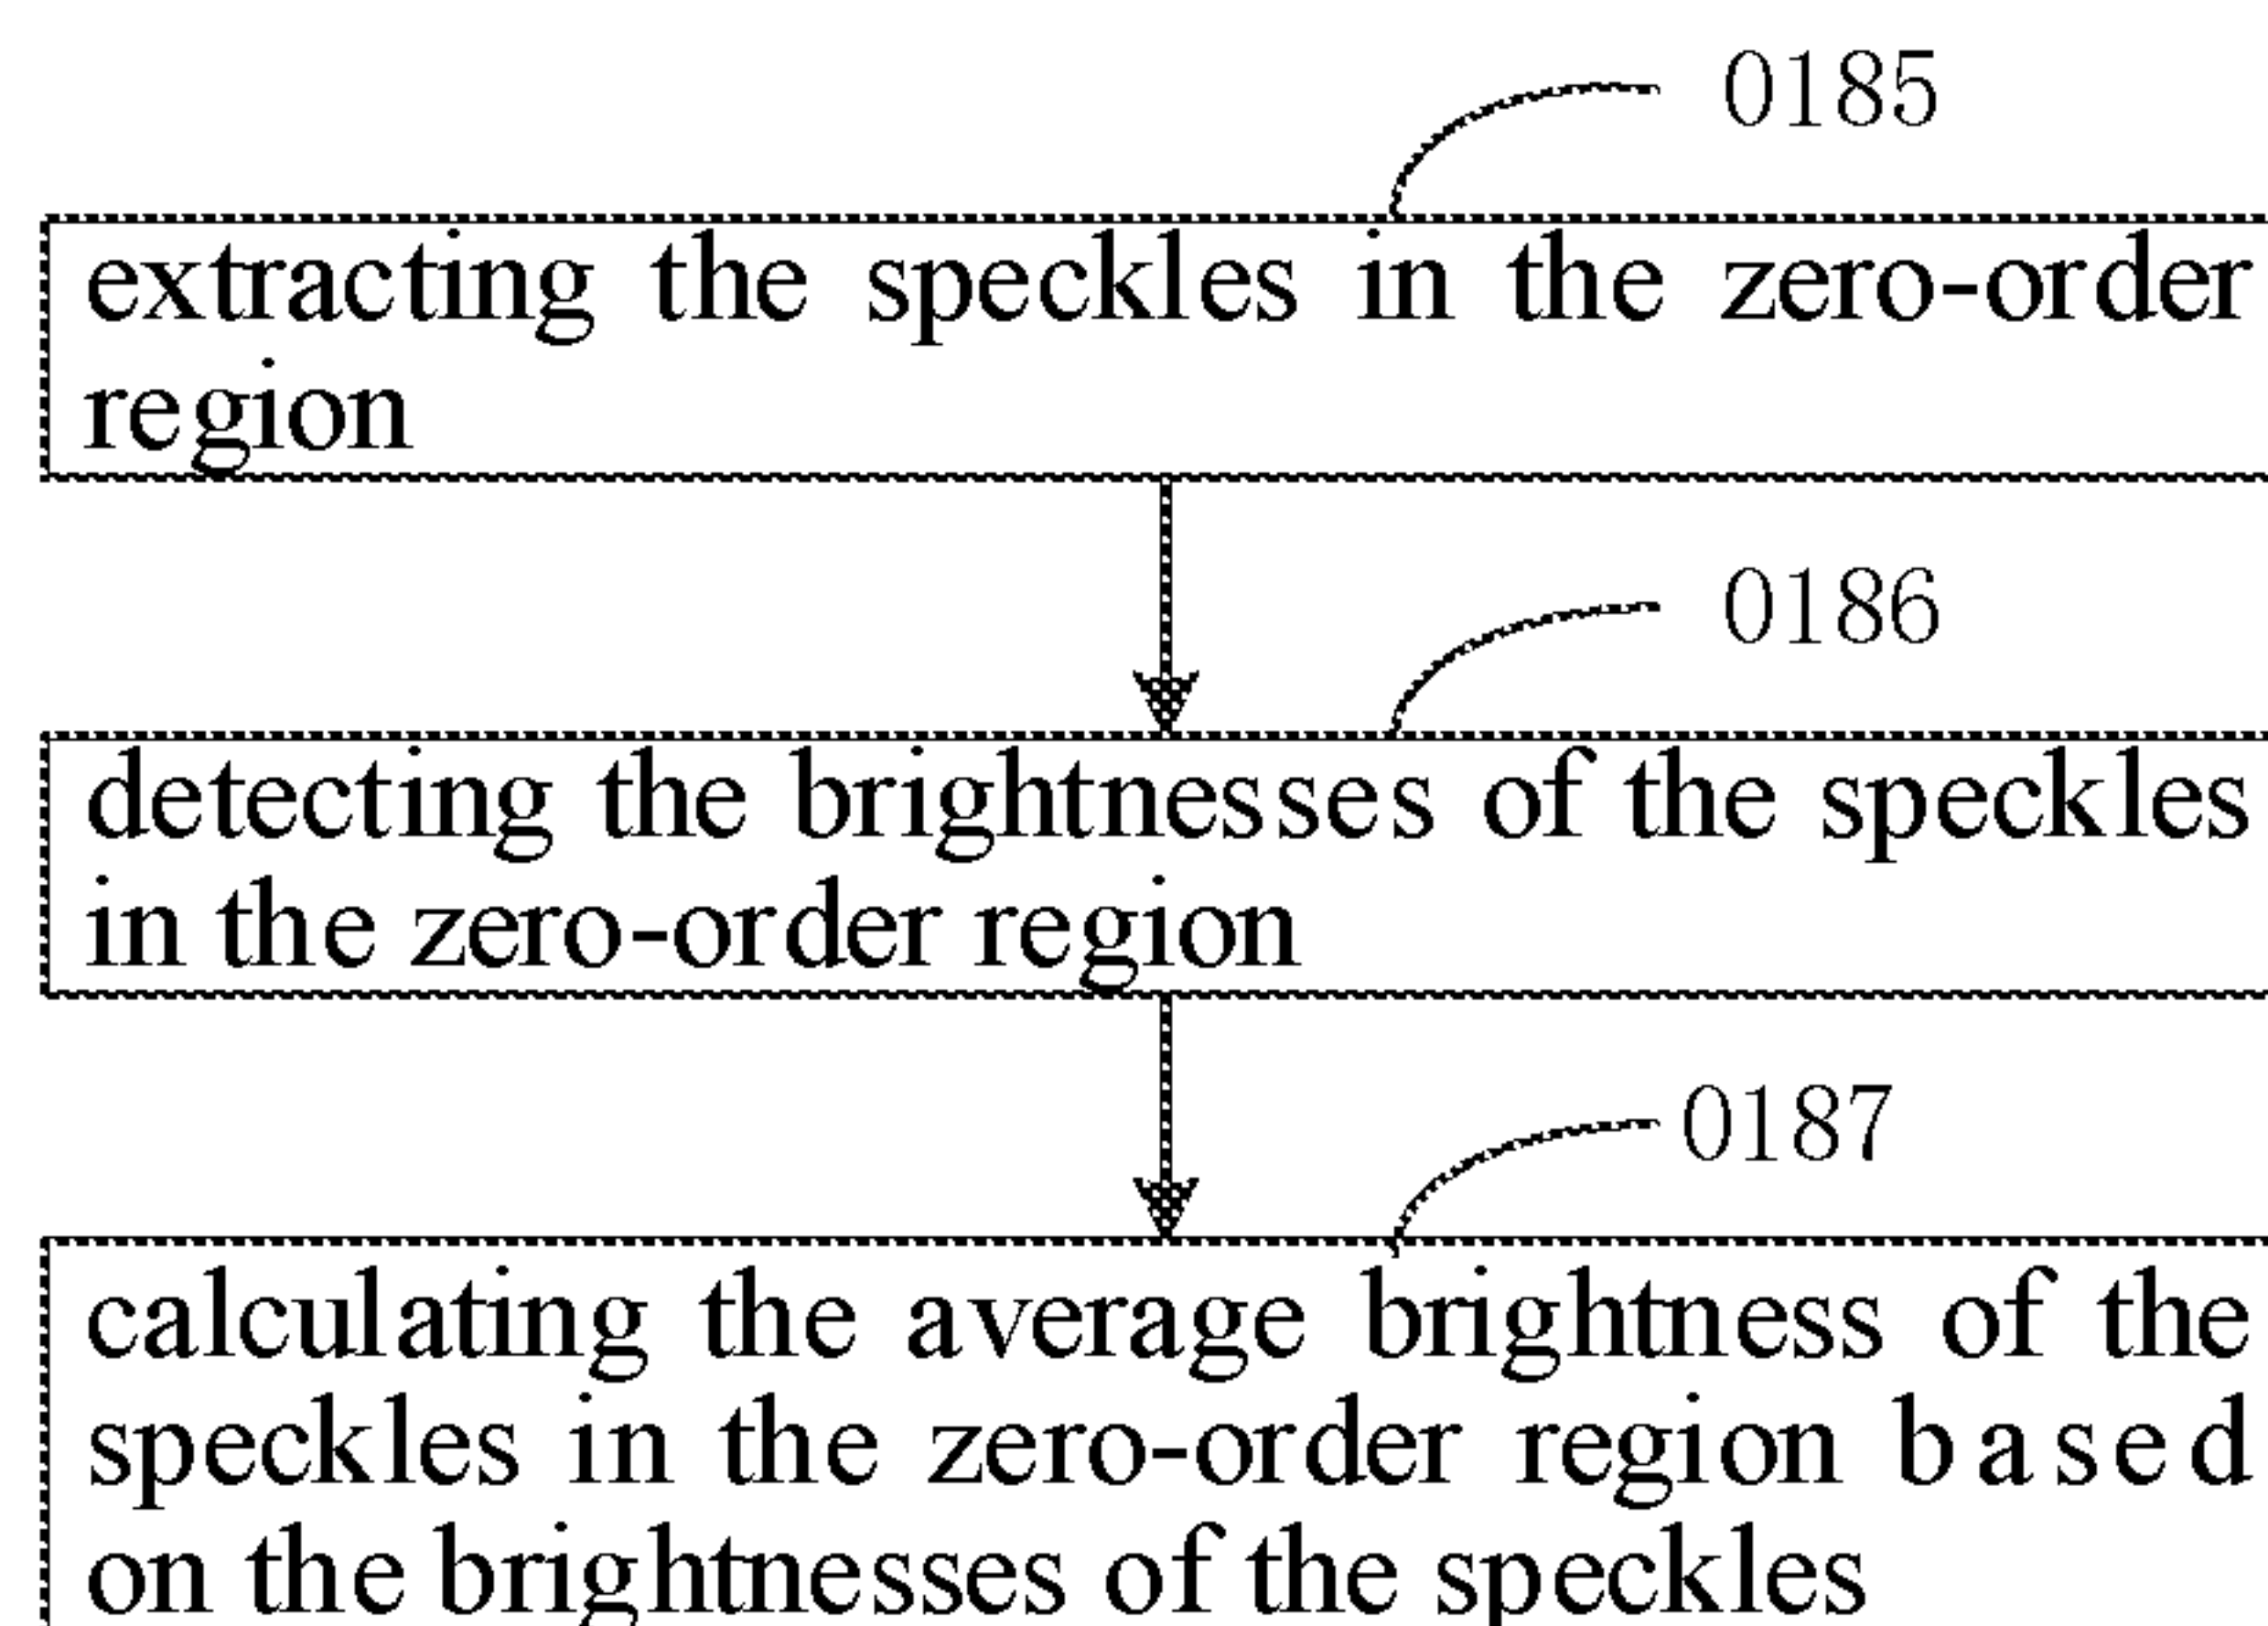 0185
extracting the speckles in the zero-order
region
0186
detecting the brightnesses of the speckles
in the zero-order region
0187
calculating the average brightness of the
speckles in the zero-order region based
on the brightnesses of the speckles